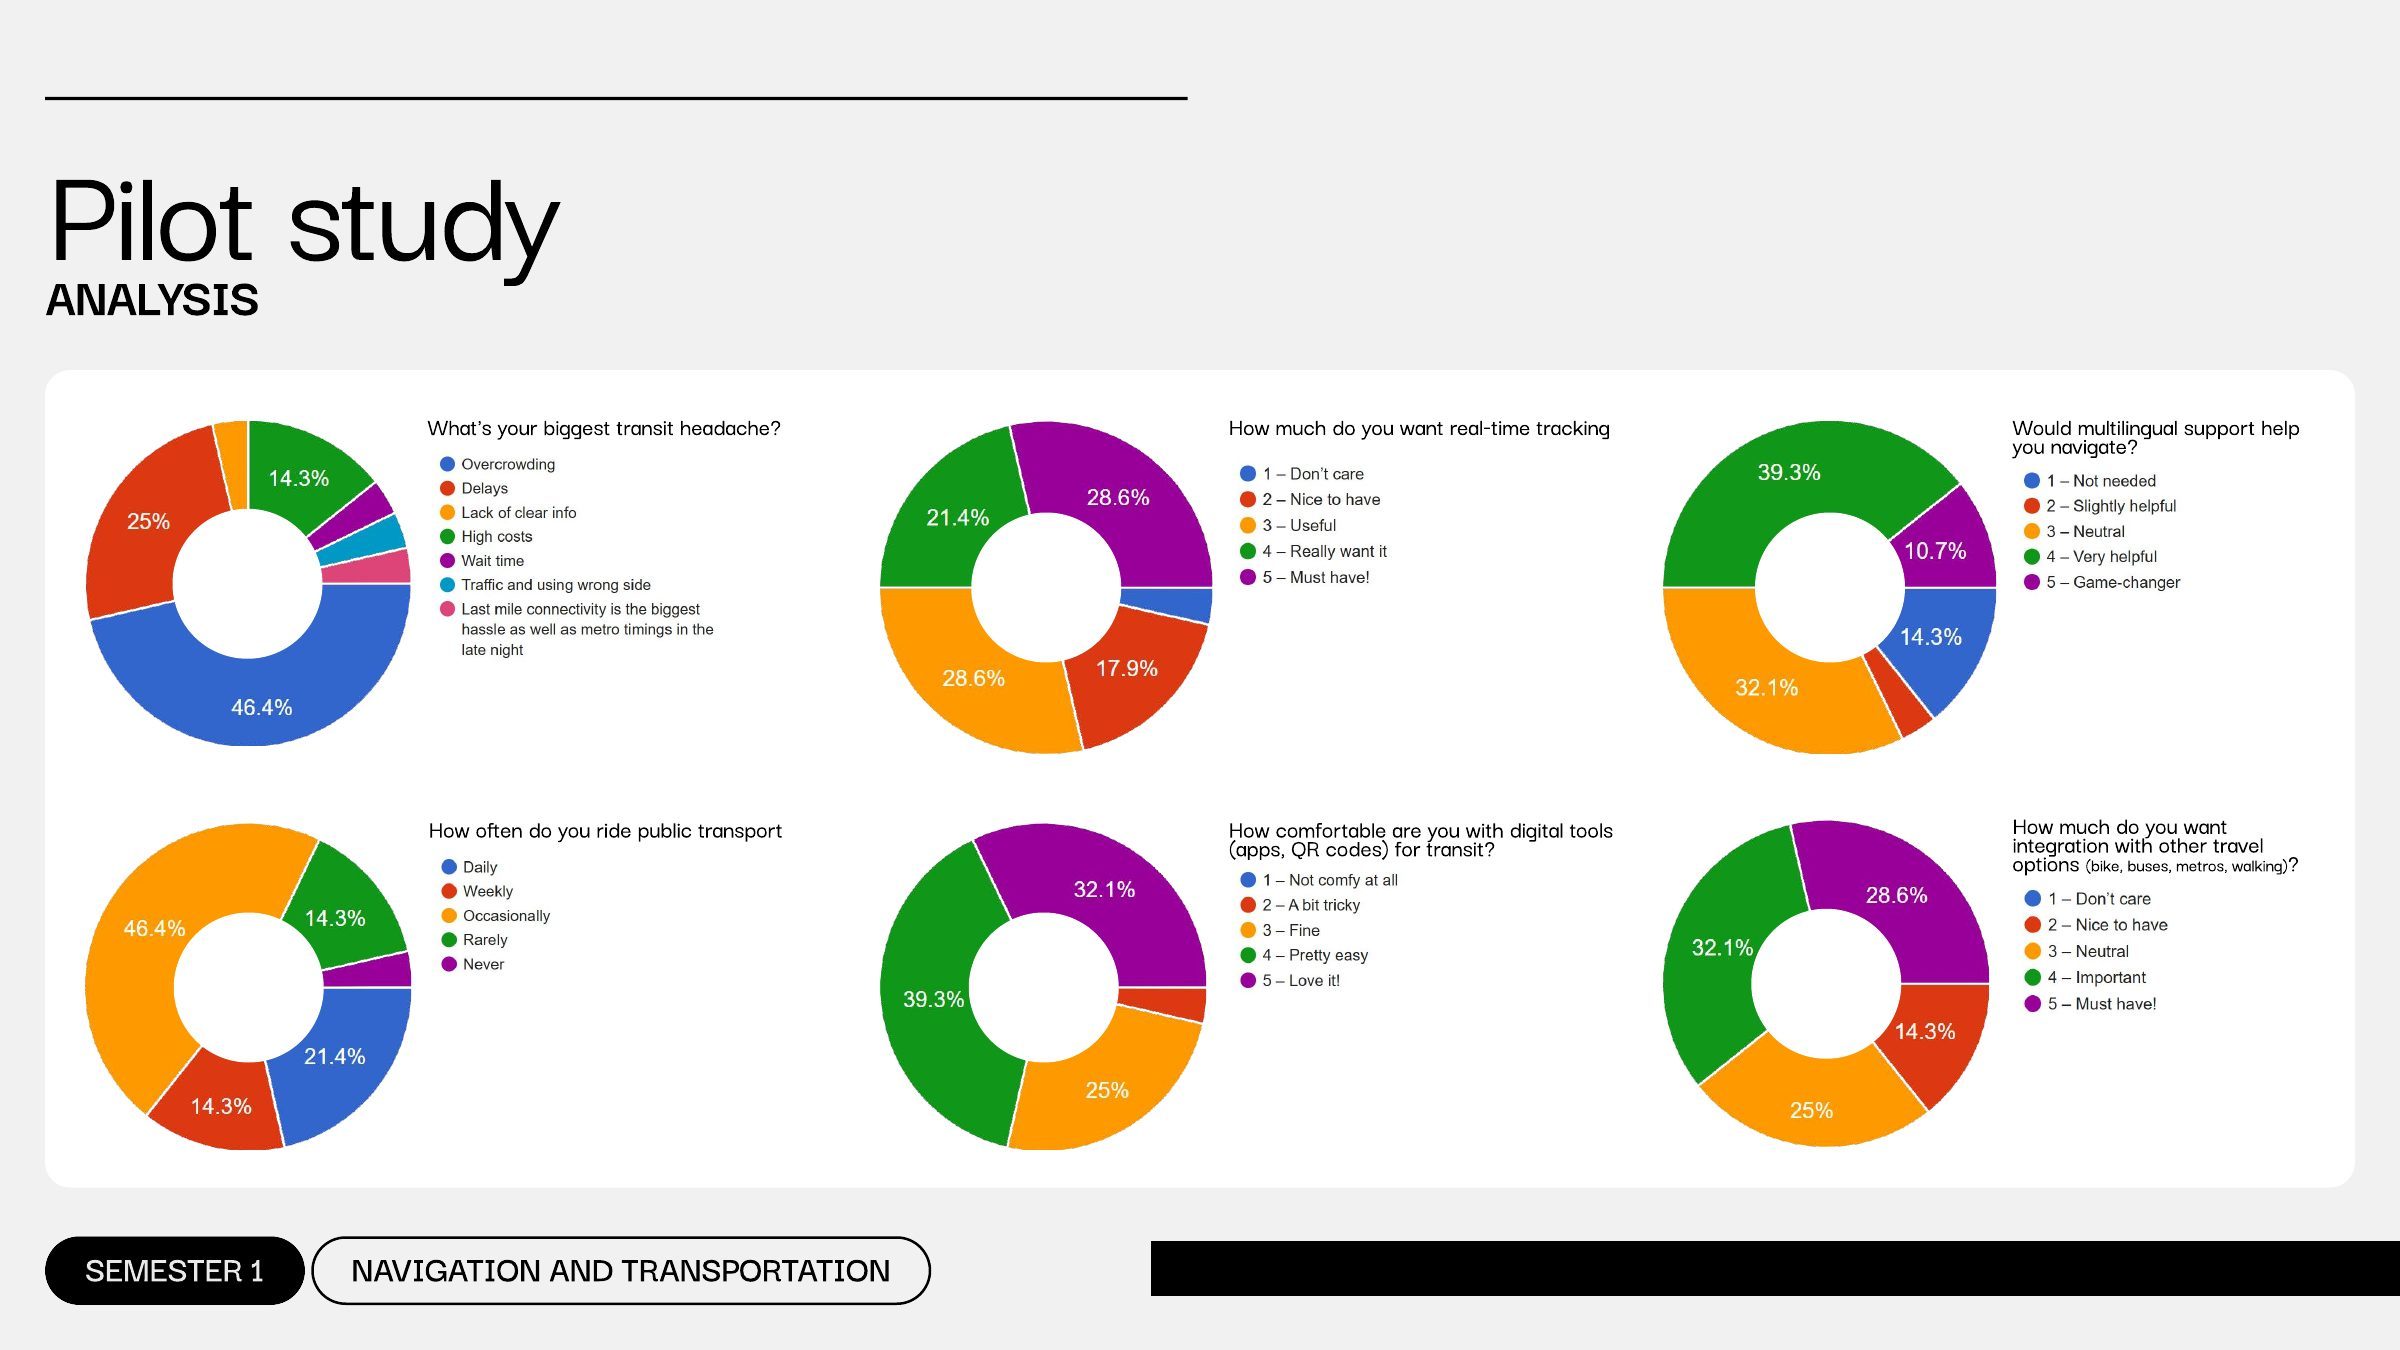 Pilot study
ANALYSIS
What's your biggest transit headache?
Overcrowding
Delays
Lack of clear info
High costs
Wait time
Traffic and using wrong side
Last mile connectivity is the biggest
hassle as well as metro timings in the
late night
14.3%
25%
46.4%
How much do you want real-time tracking
1 – Don't care
2 – Nice to have
3 – Useful
4 – Really want it
5 – Must have!
28.6%
21.4%
28.6%
17.9%
Would multilingual support help
you navigate?
1 – Not needed
2 – Slightly helpful
3 – Neutral
4 – Very helpful
5 – Game-changer
39.3%
10.7%
14.3%
32.1%
How often do you ride public transport
Daily
Weekly
Occasionally
Rarely
Never
46.4%
14.3%
21.4%
14.3%
How comfortable are you with digital tools
(apps, QR codes) for transit?
1 – Not comfy at all
2 – A bit tricky
3 – Fine
4 – Pretty easy
5 – Love it!
32.1%
39.3%
25%
How much do you want
integration with other travel
options (bike, buses, metros, walking)?
1 – Don't care
2 – Nice to have
3 – Neutral
4 – Important
5 – Must have!
28.6%
32.1%
14.3%
25%
SEMESTER 1
NAVIGATION AND TRANSPORTATION